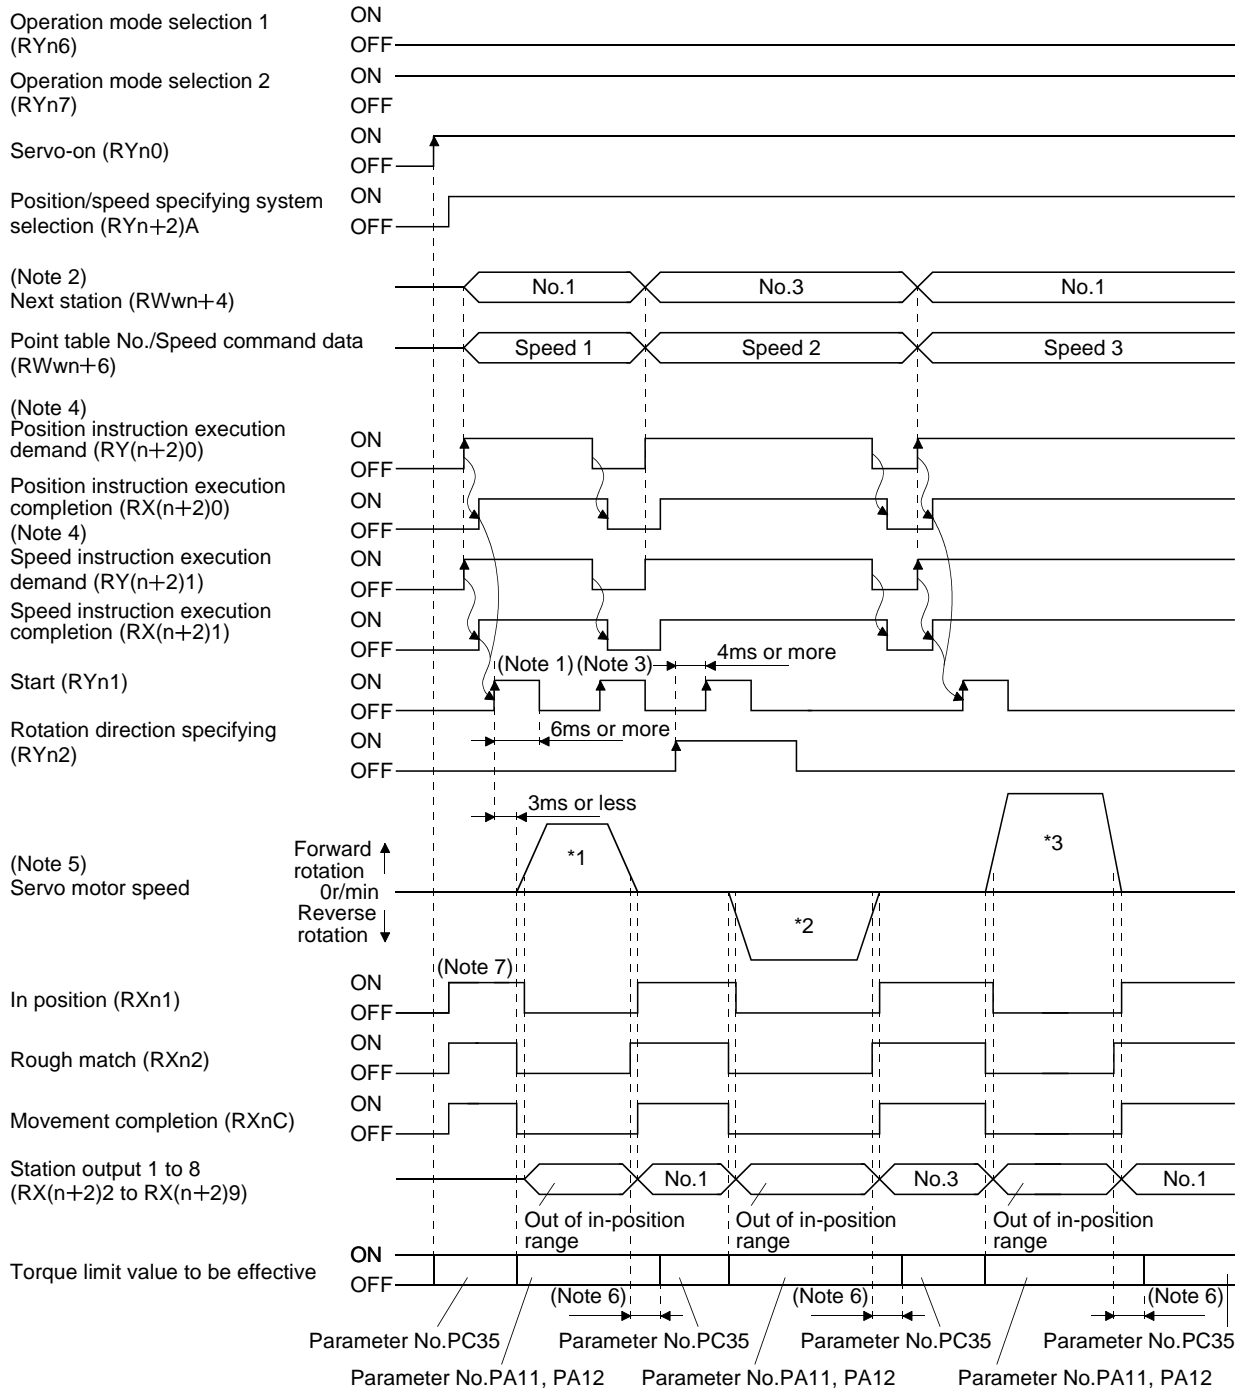 Operation mode selection 1
(RYn6)
ON
OFF
Operation mode selection 2
(RYn7)
ON
OFF
Servo-on (RYn0)
ON
OFF
Position/speed specifying system
selection (RYn+2)A
ON
OFF
(Note 2)
Next station (RWwn+4)
No.1
No.3
No.1
Point table No./Speed command data
(RWwn+6)
Speed 1
Speed 2
Speed 3
(Note 4)
Position instruction execution
demand (RY(n+2)0)
ON
OFF
Position instruction execution
completion (RX(n+2)0)
ON
OFF
(Note 4)
Speed instruction execution
demand (RY(n+2)1)
ON
OFF
Speed instruction execution
completion (RX(n+2)1)
ON
OFF
(Note 1) (Note 3)
4ms or more
Start (RYn1)
ON
OFF
6ms or more
Rotation direction specifying
(RYn2)
ON
OFF
3ms or less
(Note 5)
Servo motor speed
Forward
rotation
0r/min
Reverse
rotation
*1
*2
*3
(Note 7)
In position (RXn1)
ON
OFF
Rough match (RXn2)
ON
OFF
Movement completion (RXnC)
ON
OFF
Station output 1 to 8
(RX(n+2)2 to RX(n+2)9)
No.1
No.3
No.1
Out of in-position
range
Out of in-position
range
Out of in-position
range
Torque limit value to be effective
ON
OFF
(Note 6)
(Note 6)
(Note 6)
Parameter No.PC35
Parameter No.PC35
Parameter No.PC35
Parameter No.PC35
Parameter No.PA11, PA12
Parameter No.PA11, PA12
Parameter No.PA11, PA12